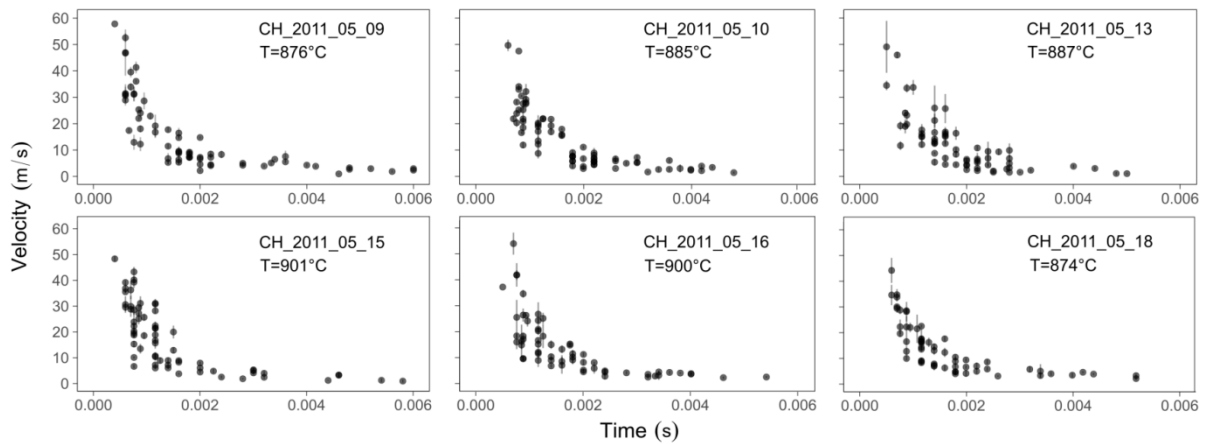 CH_2011_05_09
T=876°C
CH_2011_05_10
T=885°C
CH_2011_05_13
T=887°C
60
50
40
30
20
10
0
0.000 0.002 0.004 0.006
0.000 0.002 0.004 0.006
0.000 0.002 0.004 0.006
Velocity (m/s)
CH_2011_05_15
T=901°C
CH_2011_05_16
T=900°C
CH_2011_05_18
T=874°C
60
50
40
30
20
10
0
0.000 0.002 0.004 0.006
0.000 0.002 0.004 0.006
0.000 0.002 0.004 0.006
Time (s)